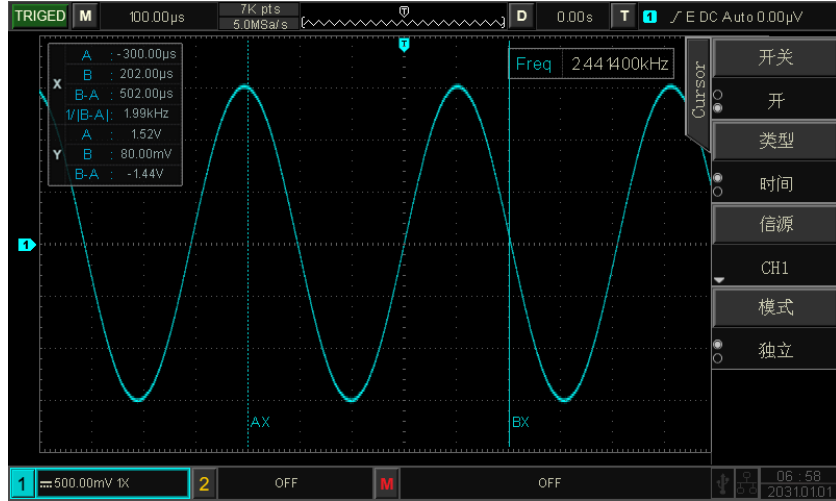 TRIGED M 100.00μs 7K pts 5.0MSa/s T D 0.00s T 1 E DC Auto 0.00μV
T
X
A : -300.00μs
B : 202.00μs
B-A : 502.00μs
1/|B-A|: 1.99kHz
Y
A : 1.52V
B : 80.00mV
B-A : -1.44V
Freq 2.441400kHz
Cursor
开关
开
类型
时间
信源
CH1
模式
独立
1
AX
BX
1 500.00mV 1X 2 OFF M OFF
06 : 58
20310101